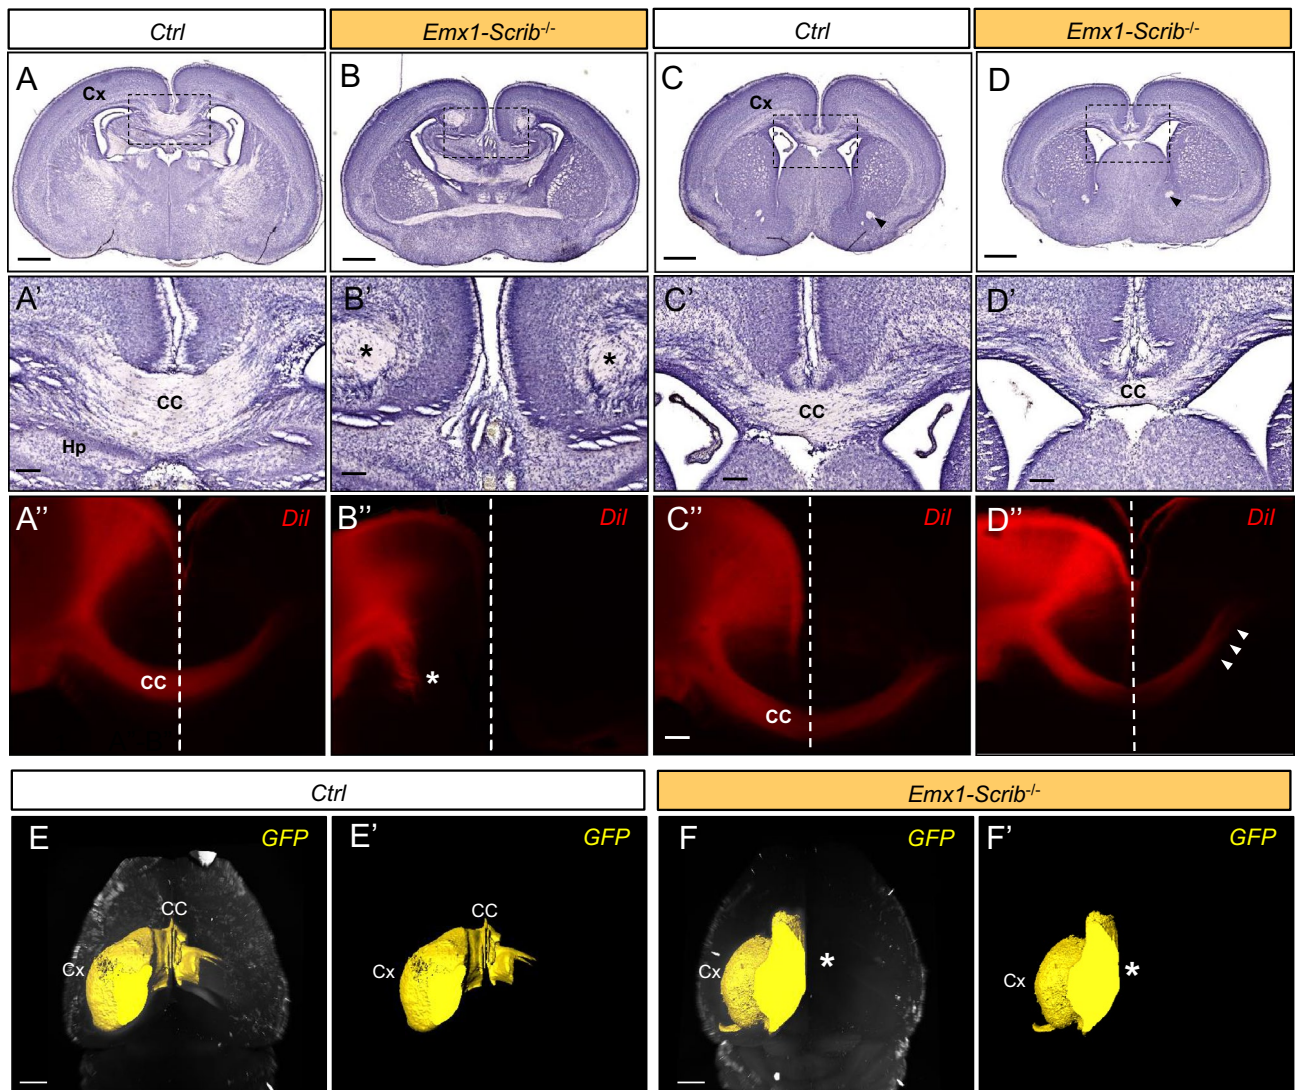 Ctrl
Emx1-Scrib-/-
Ctrl
Emx1-Scrib-/-
A
Cx
B
C
Cx
D
A'
CC
Hp
B'
*
*
C'
CC
D'
CC
A''
DiI
CC
B''
DiI
*
C''
DiI
CC
D''
DiI
Ctrl
Emx1-Scrib-/-
E
GFP
CC
Cx
E'
GFP
CC
Cx
F
GFP
Cx
*
F'
GFP
Cx
*